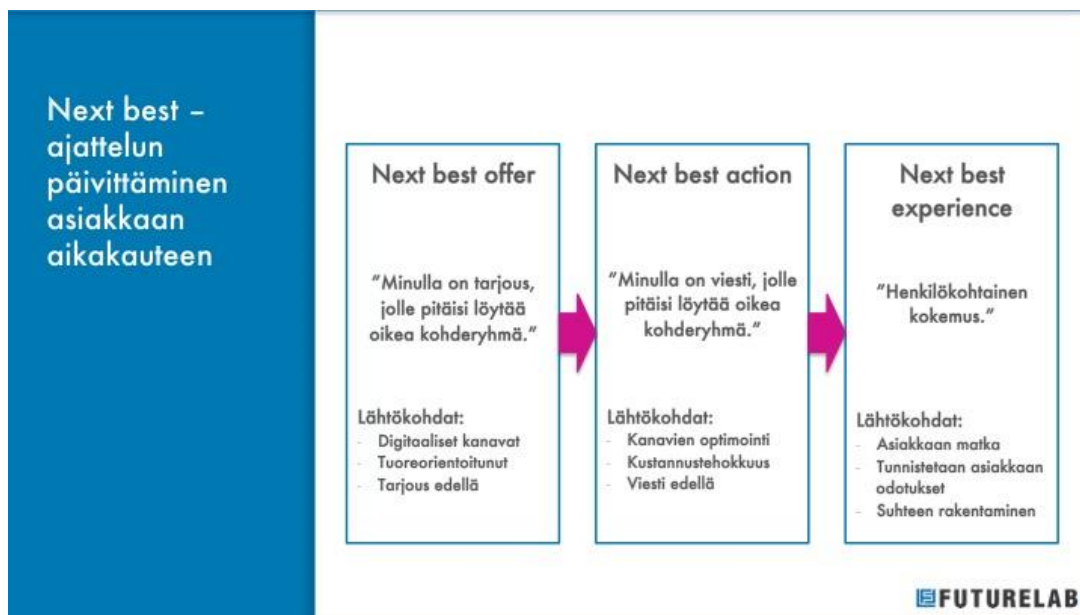 Next best –
ajattelun
päivittäminen
asiakkaan
aikakauteen
Next best offer
"Minulla on tarjous,
jolle pitäisi löytää
oikea kohderyhmä."
Lähtökohdat:
- Digitaaliset kanavat
- Tuoreorientoitunut
- Tarjous edellä
Next best action
"Minulla on viesti, jolle
pitäisi löytää oikea
kohderyhmä."
Lähtökohdat:
- Kanavien optimointi
- Kustannustehokkuus
- Viesti edellä
Next best
experience
"Henkilökohtainen
kokemus."
Lähtökohdat:
- Asiakkaan matka
- Tunnistetaan asiakkaan
odotukset
- Suhteen rakentaminen
FUTURELAB